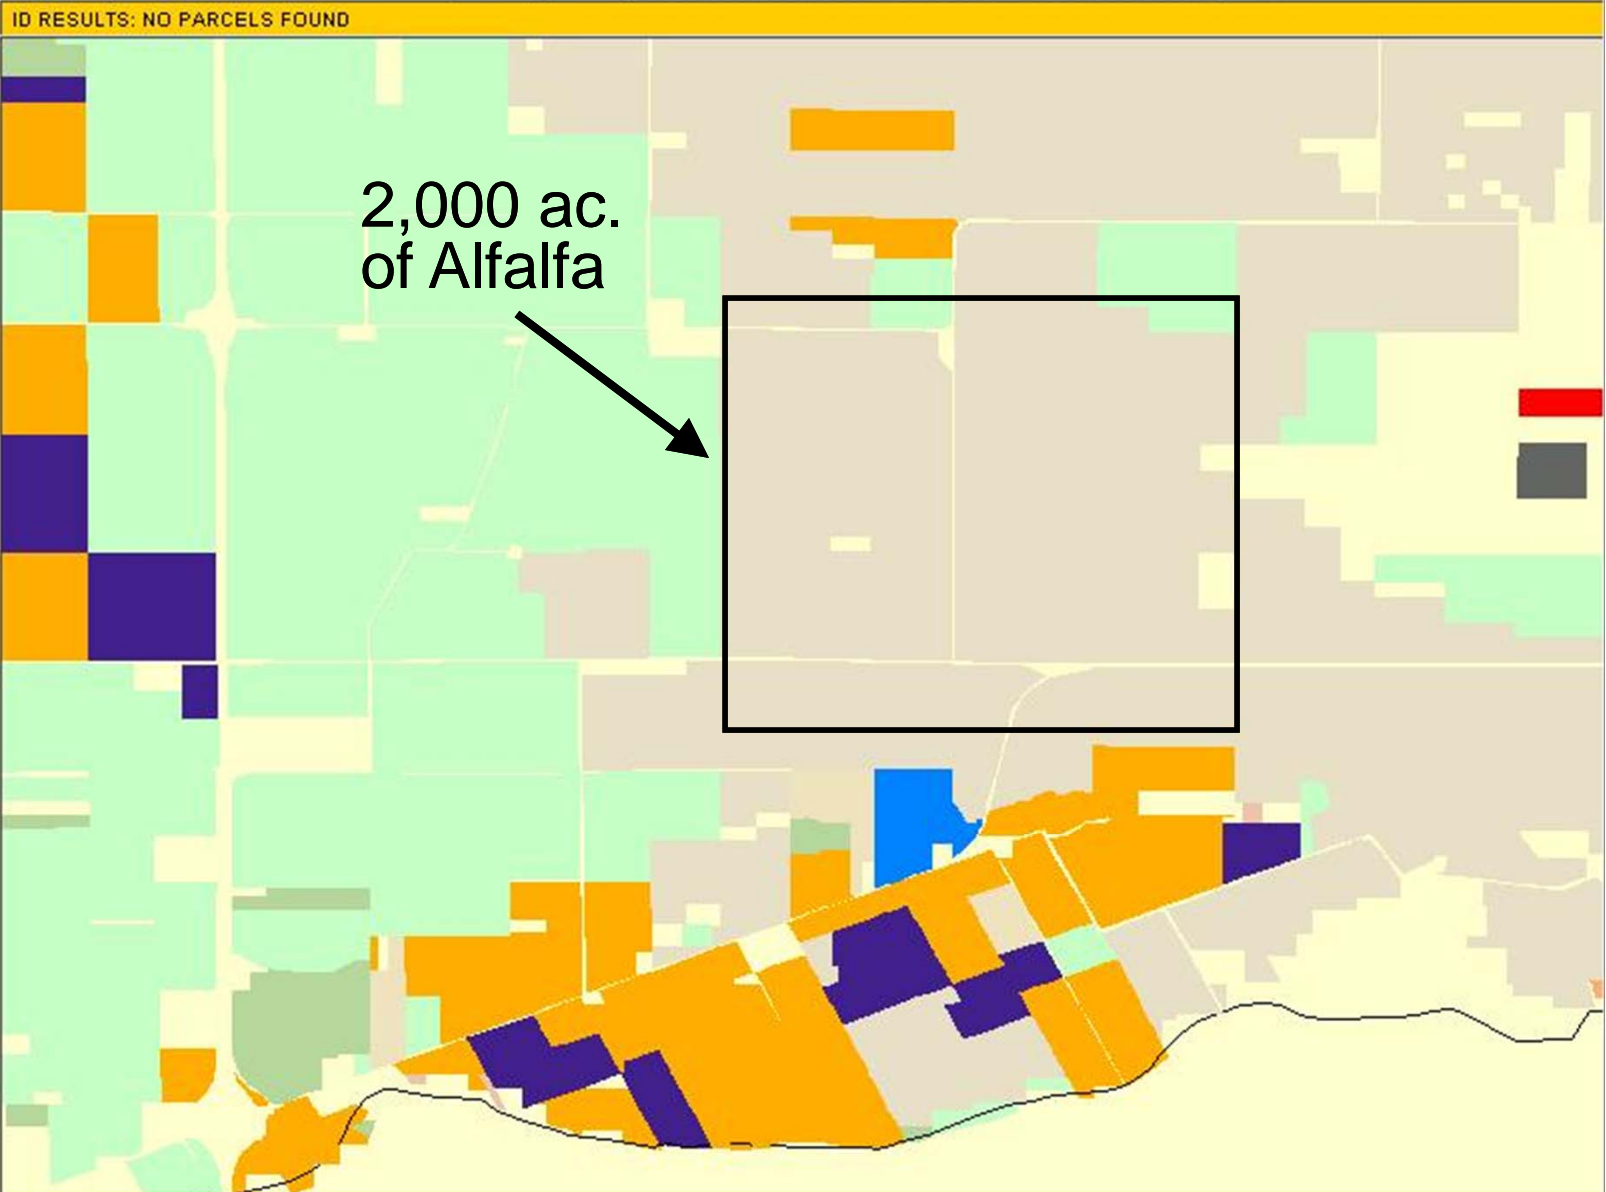 ID RESULTS: NO PARCELS FOUND
2,000 ac.
of Alfalfa